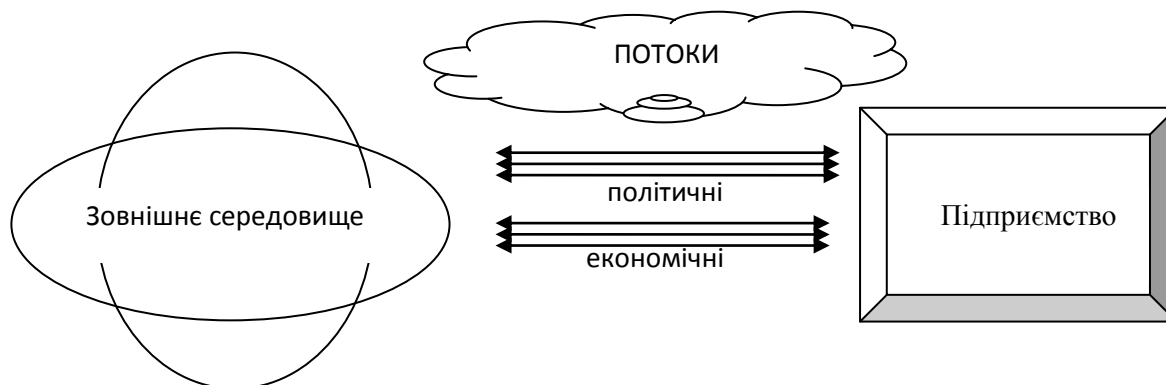 ПОТОКИ
політичні
Зовнішнє середовище
Підприємство
економічні